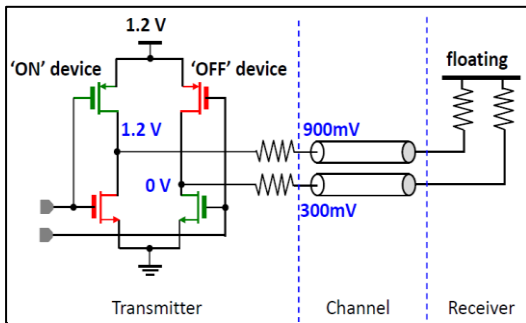 1.2 V
'ON' device
'OFF' device
floating
1.2 V
900mV
0 V
300mV
Transmitter
Channel
Receiver